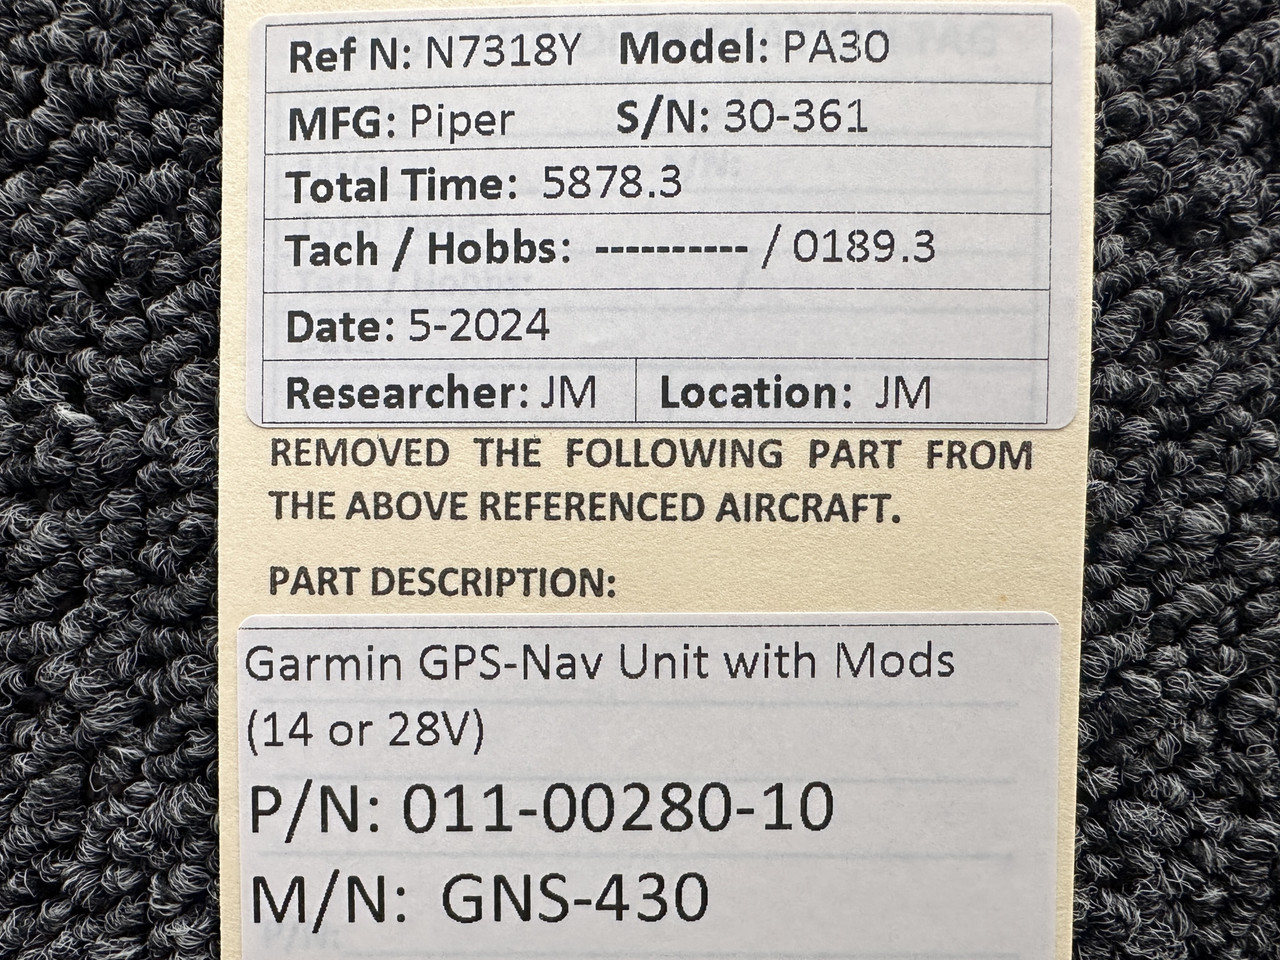 Ref N: N7318Y Model: PA30
MFG: Piper S/N: 30-361
Total Time: 5878.3
Tach / Hobbs: ---------- / 0189.3
Date: 5-2024
Researcher: JM Location: JM
REMOVED THE FOLLOWING PART FROM
THE ABOVE REFERENCED AIRCRAFT.
PART DESCRIPTION:
Garmin GPS-Nav Unit with Mods
(14 or 28V)
P/N: 011-00280-10
M/N: GNS-430